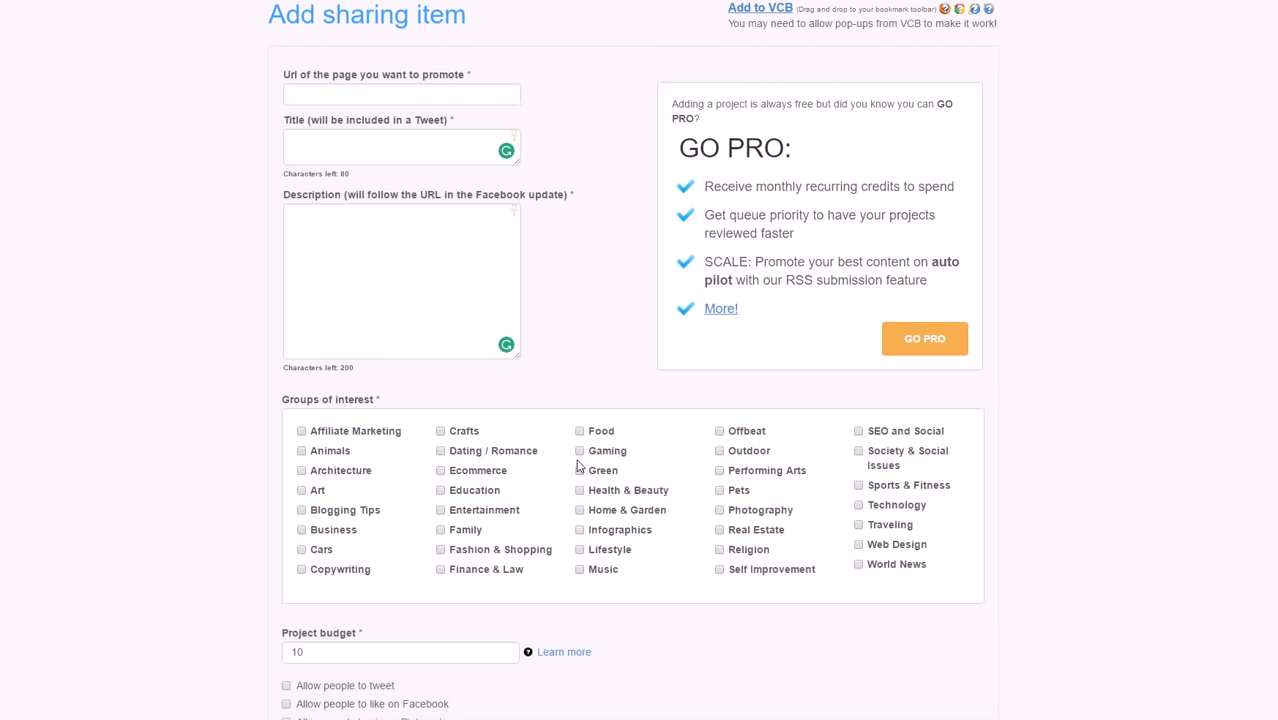 Add sharing item
Add to VCB (Drag and drop to your bookmark toolbar)
You may need to allow pop-ups from VCB to make it work!
Url of the page you want to promote *
Title (will be included in a Tweet) *
Characters left: 80
Description (will follow the URL in the Facebook update) *
Characters left: 200
Adding a project is always free but did you know you can GO
PRO?
GO PRO:
Receive monthly recurring credits to spend
Get queue priority to have your projects
reviewed faster
SCALE: Promote your best content on auto
pilot with our RSS submission feature
More!
GO PRO
Groups of interest *
Affiliate Marketing
Animals
Architecture
Art
Blogging Tips
Business
Cars
Copywriting
Crafts
Dating / Romance
Ecommerce
Education
Entertainment
Family
Fashion & Shopping
Finance & Law
Food
Gaming
Green
Health & Beauty
Home & Garden
Infographics
Lifestyle
Music
Offbeat
Outdoor
Performing Arts
Pets
Photography
Real Estate
Religion
Self Improvement
SEO and Social
Society & Social
Issues
Sports & Fitness
Technology
Traveling
Web Design
World News
Project budget *
10
? Learn more
Allow people to tweet
Allow people to like on Facebook